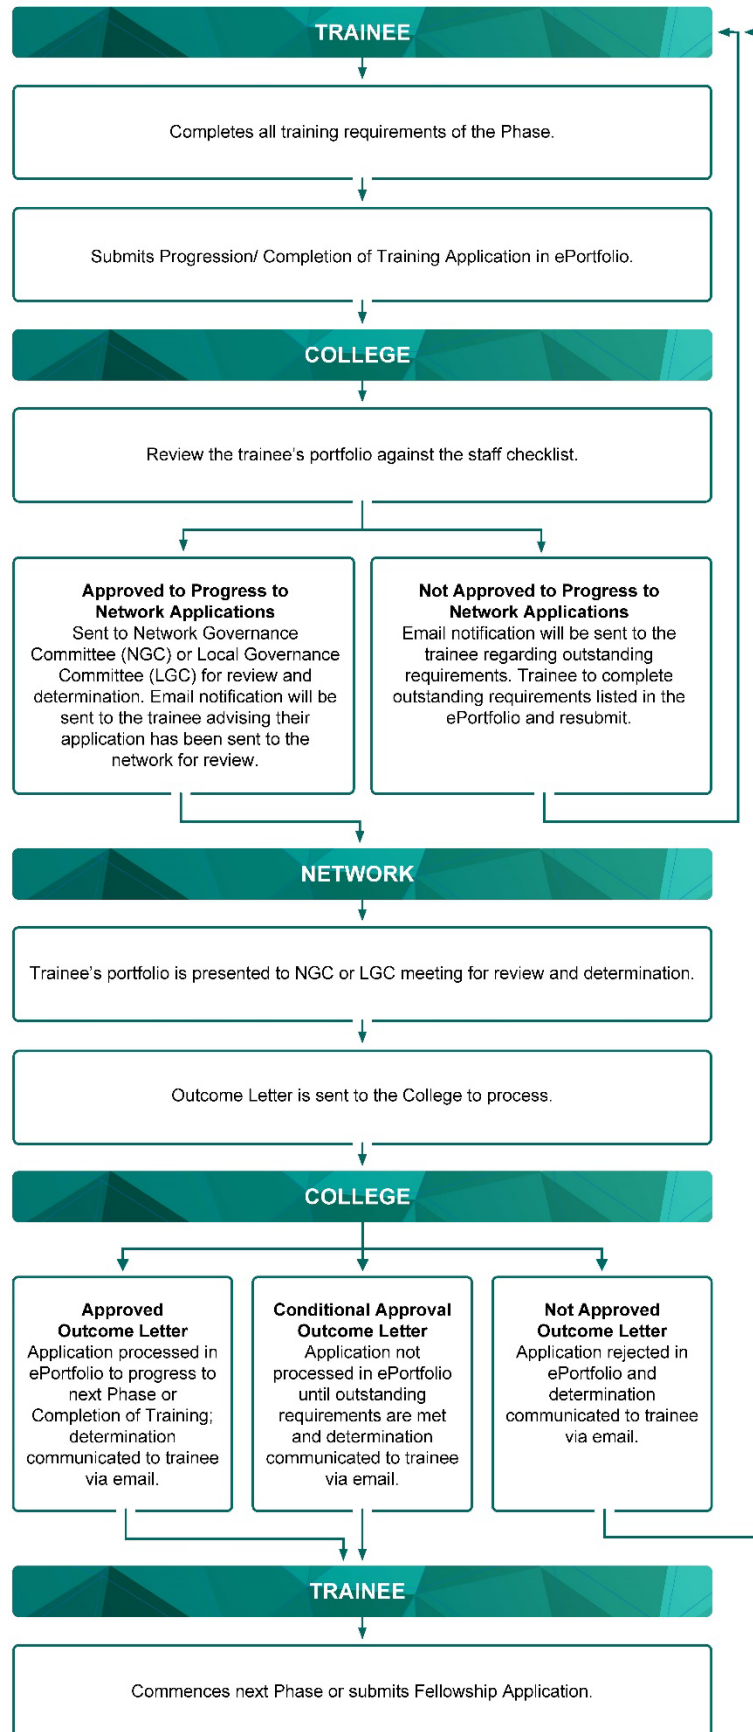 TRAINEE
Completes all training requirements of the Phase.
Submits Progression/ Completion of Training Application in ePortfolio.
COLLEGE
Review the trainee's portfolio against the staff checklist.
Approved to Progress to
Network Applications
Sent to Network Governance
Committee (NGC) or Local Governance
Committee (LGC) for review and
determination. Email notification will be
sent to the trainee advising their
application has been sent to the
network for review.
Not Approved to Progress to
Network Applications
Email notification will be sent to the
trainee regarding outstanding
requirements. Trainee to complete
outstanding requirements listed in the
ePortfolio and resubmit.
NETWORK
Trainee's portfolio is presented to NGC or LGC meeting for review and determination.
Outcome Letter is sent to the College to process.
COLLEGE
Approved
Outcome Letter
Application processed in
ePortfolio to progress to
next Phase or
Completion of Training;
determination
communicated to trainee
via email.
Conditional Approval
Outcome Letter
Application not
processed in ePortfolio
until outstanding
requirements are met
and determination
communicated to trainee
via email.
Not Approved
Outcome Letter
Application rejected in
ePortfolio and
determination
communicated to trainee
via email.
TRAINEE
Commences next Phase or submits Fellowship Application.